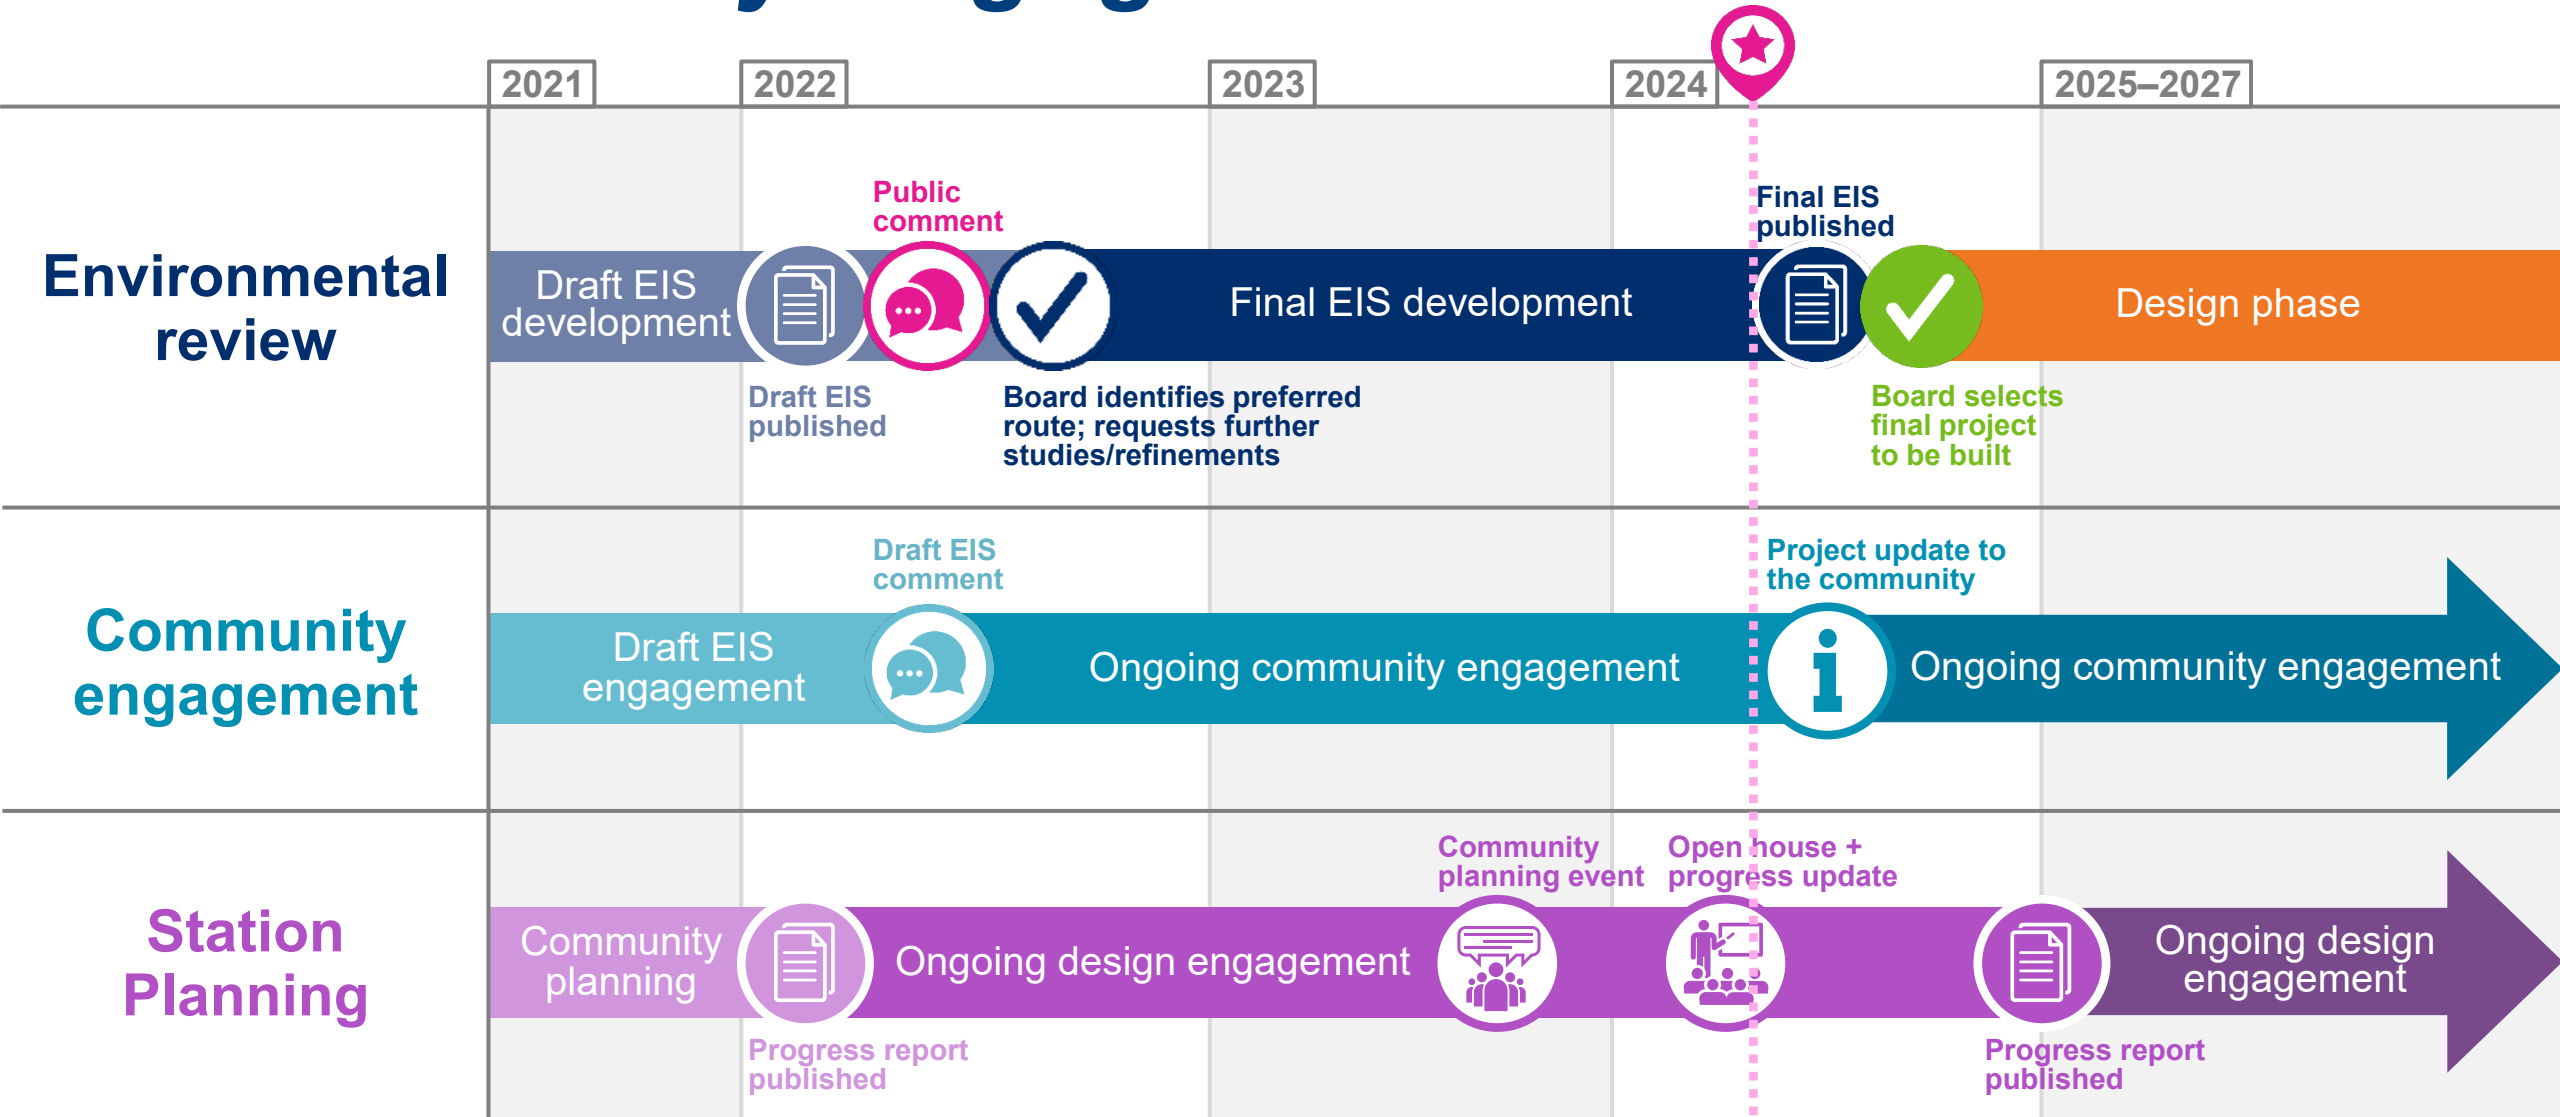 2021
2022
2023
2024
2025–2027
Environmental
review
Public
comment
Final EIS
published
Draft EIS
development
Final EIS development
Design phase
Draft EIS
published
Board identifies preferred
route; requests further
studies/refinements
Board selects
final project
to be built
Community
engagement
Draft EIS
comment
Project update to
the community
Draft EIS
engagement
Ongoing community engagement
Ongoing community engagement
Station
Planning
Community
planning event
Open house +
progress update
Community
planning
Ongoing design engagement
Ongoing design
engagement
Progress report
published
Progress report
published